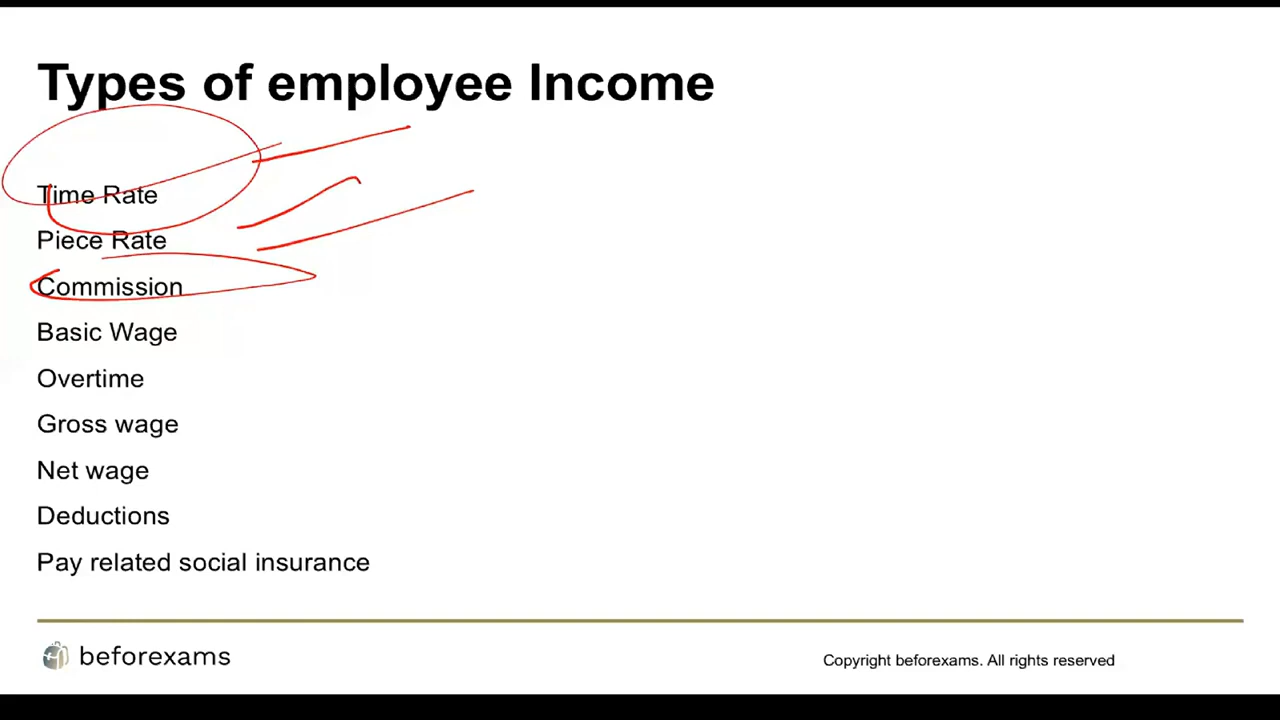 Types of employee Income
Time Rate
Piece Rate
Commission
Basic Wage
Overtime
Gross wage
Net wage
Deductions
Pay related social insurance
beforexams
Copyright beforexams. All rights reserved